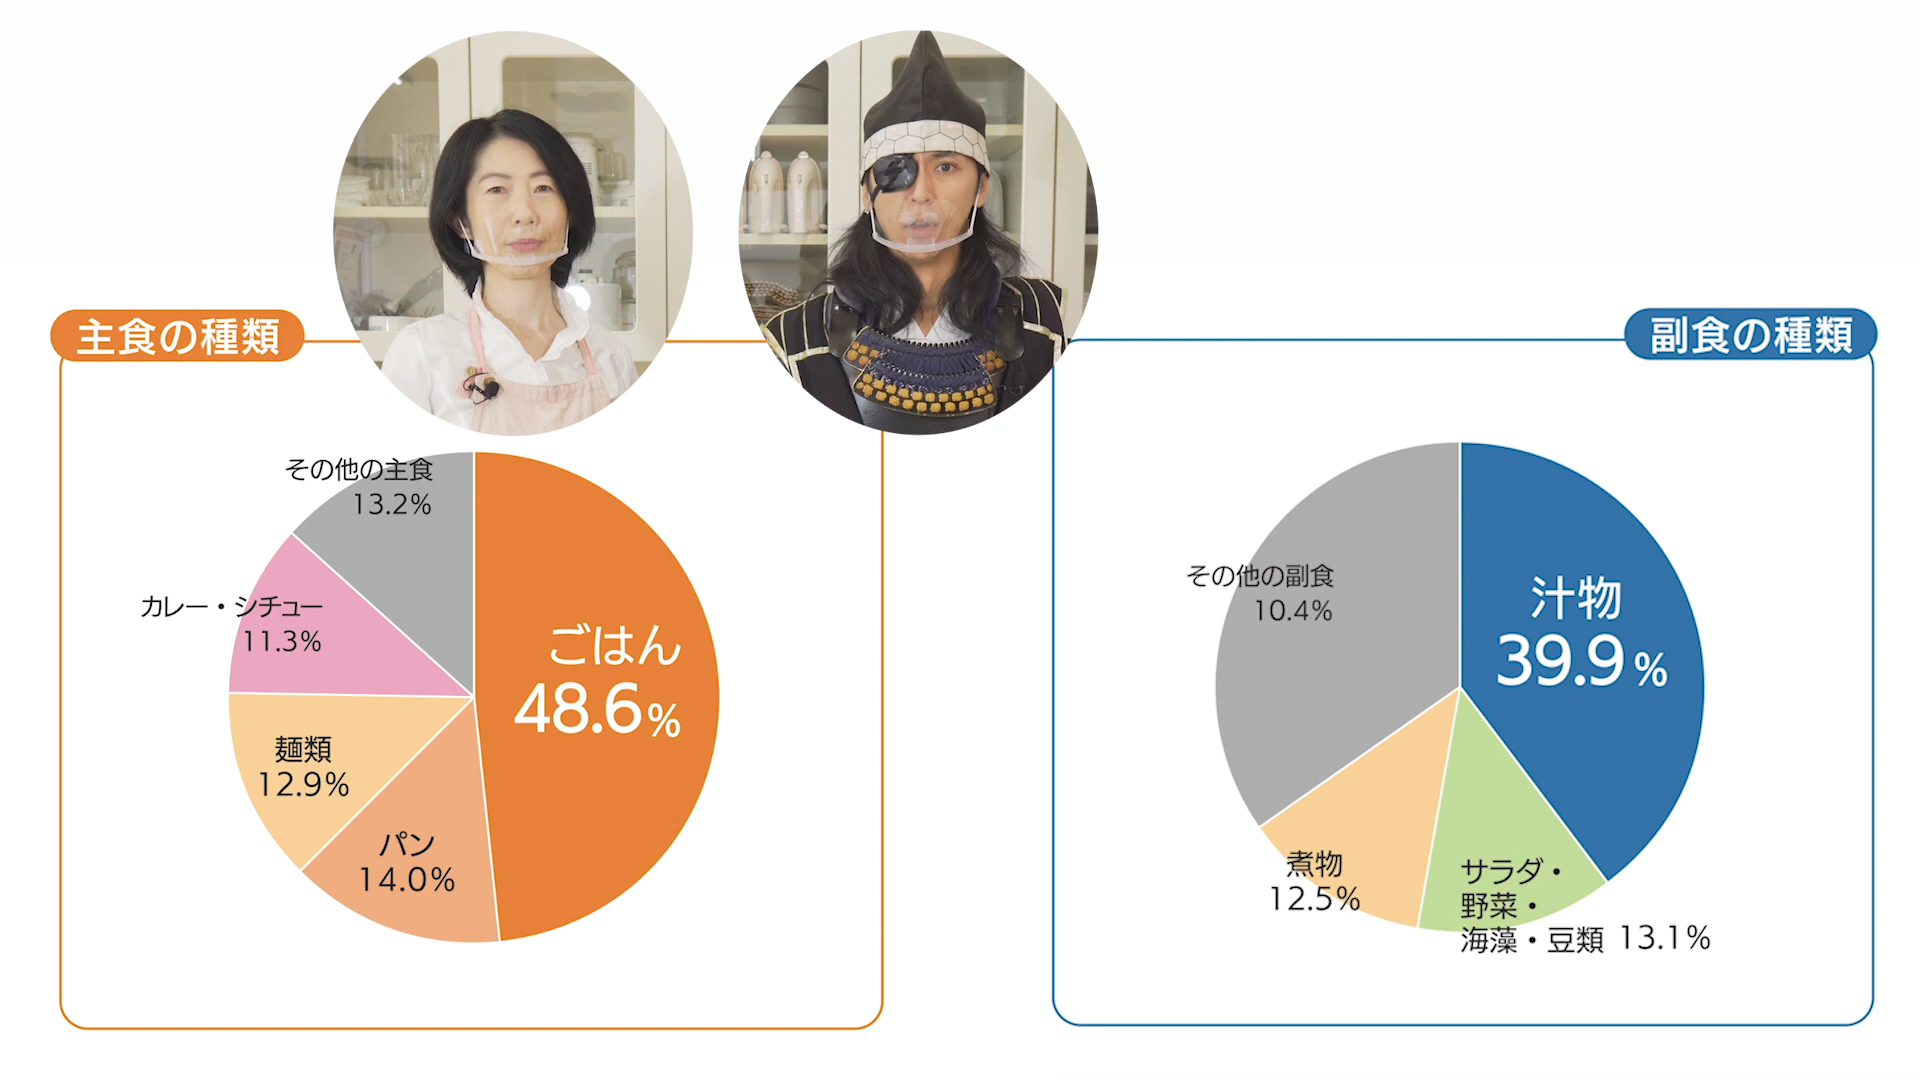 主食の種類
その他の主食
13.2%
カレー・シチュー
11.3%
ごはん
48.6%
麺類
12.9%
パン
14.0%
副食の種類
その他の副食
10.4%
汁物
39.9%
煮物
12.5%
サラダ・
野菜・
海藻・豆類 13.1%